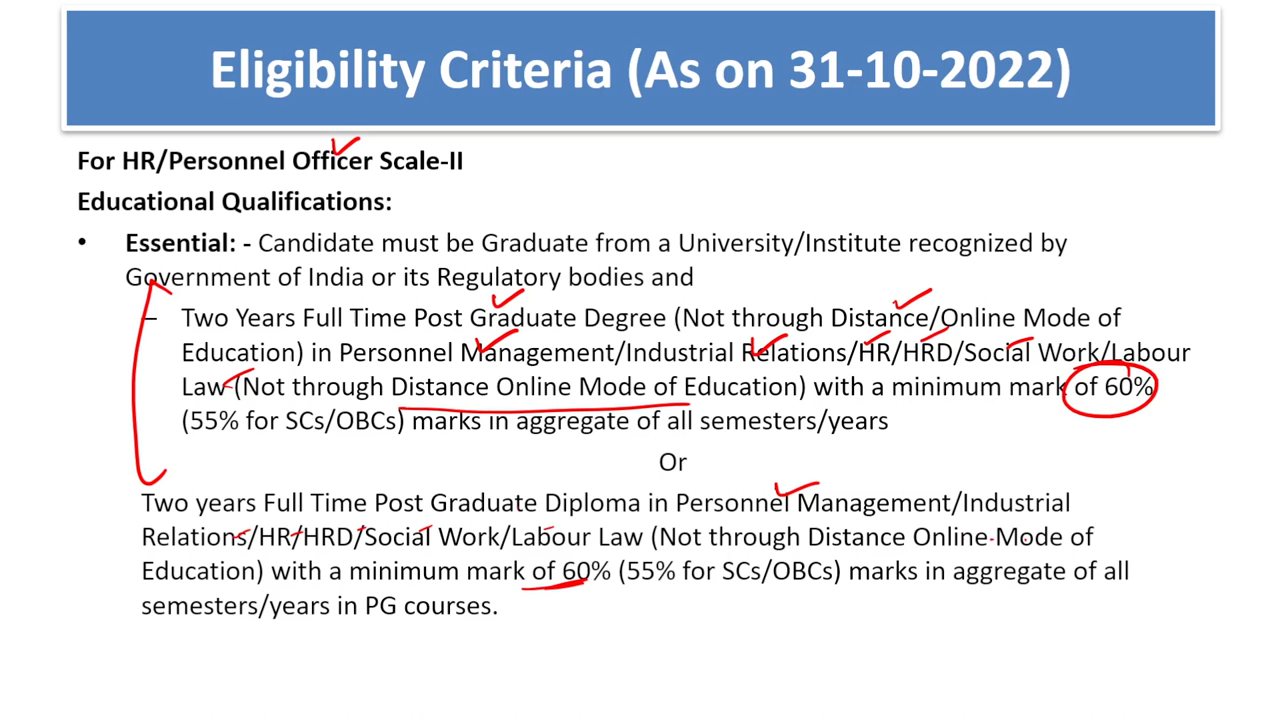 Eligibility Criteria (As on 31-10-2022)
For HR/Personnel Officer Scale-II
Educational Qualifications:
• Essential: - Candidate must be Graduate from a University/Institute recognized by
Government of India or its Regulatory bodies and
– Two Years Full Time Post Graduate Degree (Not through Distance/Online Mode of
Education) in Personnel Management/Industrial Relations/HR/HRD/Social Work/Labour
Law (Not through Distance Online Mode of Education) with a minimum mark of 60%
(55% for SCs/OBCs) marks in aggregate of all semesters/years
Or
Two years Full Time Post Graduate Diploma in Personnel Management/Industrial
Relations/HR/HRD/Social Work/Labour Law (Not through Distance Online Mode of
Education) with a minimum mark of 60% (55% for SCs/OBCs) marks in aggregate of all
semesters/years in PG courses.